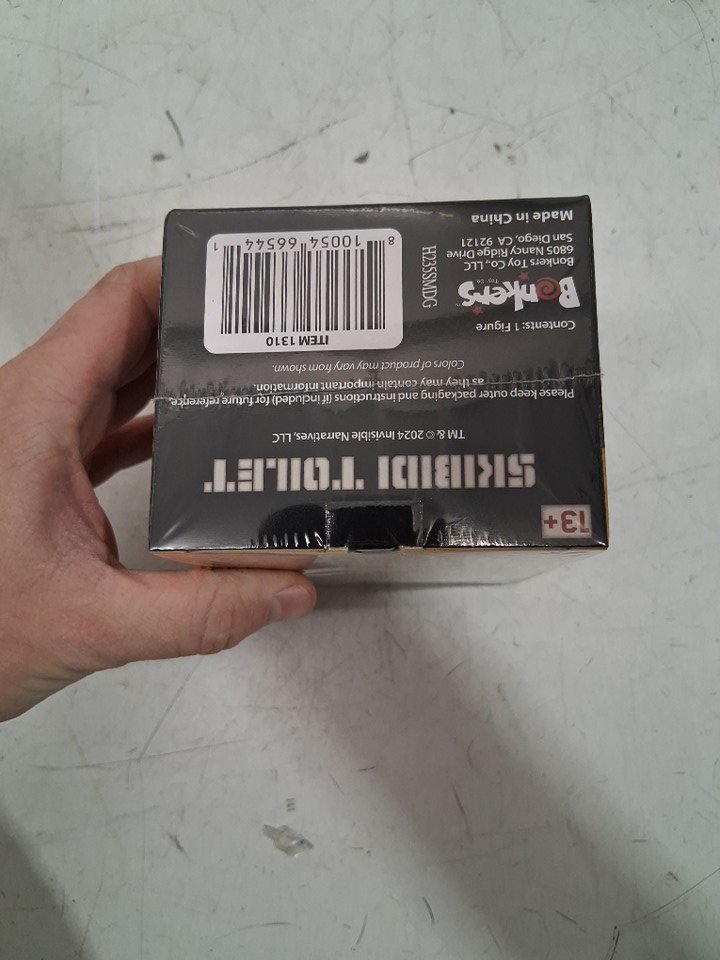 13+
SKIBIDI TOILET
TM & © 2024 Invisible Narratives, LLC
Please keep outer packaging and instructions (if included) for future reference,
as they may contain important information.
Colors of product may vary from shown.
Contents: 1 Figure
Bonkers
Toy Co
TM
Bonkers Toy Co., LLC
6805 Nancy Ridge Drive
San Diego, CA 92121
Made in China
H235SMDG
ITEM 1310
8 10054 66544 1